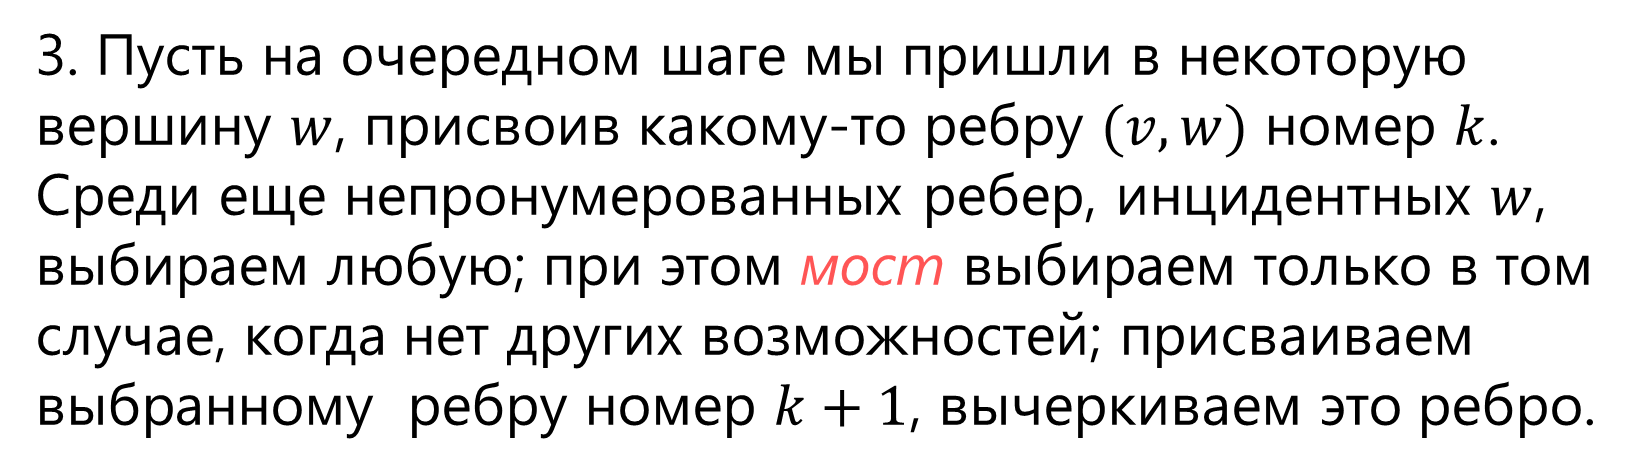 3. Пусть на очередном шаге мы пришли в некоторую
вершину w, присвоив какому-то ребру (v, w) номер k.
Среди еще непронумерованных ребер, инцидентных w,
выбираем любую; при этом мост выбираем только в том
случае, когда нет других возможностей; присваиваем
выбранному  ребру номер k + 1, вычеркиваем это ребро.